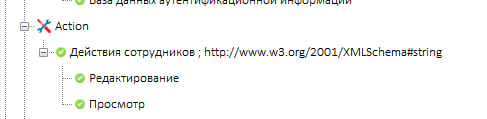 База данных аутентификационной информации
Action
Действия сотрудников ; http://www.w3.org/2001/XMLSchema#string
Редактирование
Просмотр